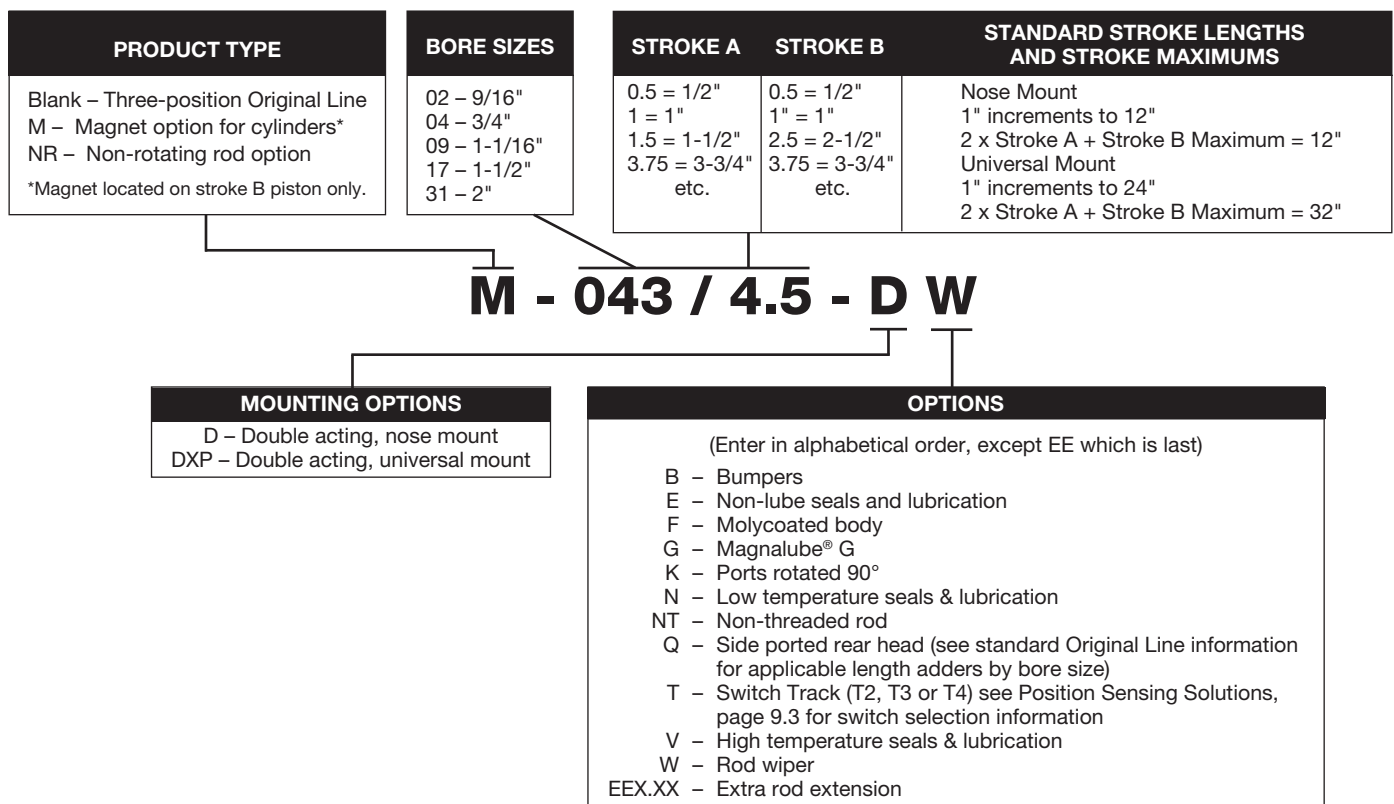 PRODUCT TYPE
Blank – Three-position Original Line
M – Magnet option for cylinders*
NR – Non-rotating rod option
*Magnet located on stroke B piston only.
BORE SIZES
02 – 9/16"
04 – 3/4"
09 – 1-1/16"
17 – 1-1/2"
31 – 2"
STROKE A
0.5 = 1/2"
1 = 1"
1.5 = 1-1/2"
3.75 = 3-3/4"
etc.
STROKE B
0.5 = 1/2"
1" = 1"
2.5 = 2-1/2"
3.75 = 3-3/4"
etc.
STANDARD STROKE LENGTHS
AND STROKE MAXIMUMS
Nose Mount
1" increments to 12"
2 x Stroke A + Stroke B Maximum = 12"
Universal Mount
1" increments to 24"
2 x Stroke A + Stroke B Maximum = 32"
M - 043 / 4.5 - D W
MOUNTING OPTIONS
D – Double acting, nose mount
DXP – Double acting, universal mount
OPTIONS
(Enter in alphabetical order, except EE which is last)
B – Bumpers
E – Non-lube seals and lubrication
F – Molycoated body
G – Magnalube® G
K – Ports rotated 90°
N – Low temperature seals & lubrication
NT – Non-threaded rod
Q – Side ported rear head (see standard Original Line information
for applicable length adders by bore size)
T – Switch Track (T2, T3 or T4) see Position Sensing Solutions,
page 9.3 for switch selection information
V – High temperature seals & lubrication
W – Rod wiper
EEX.XX – Extra rod extension